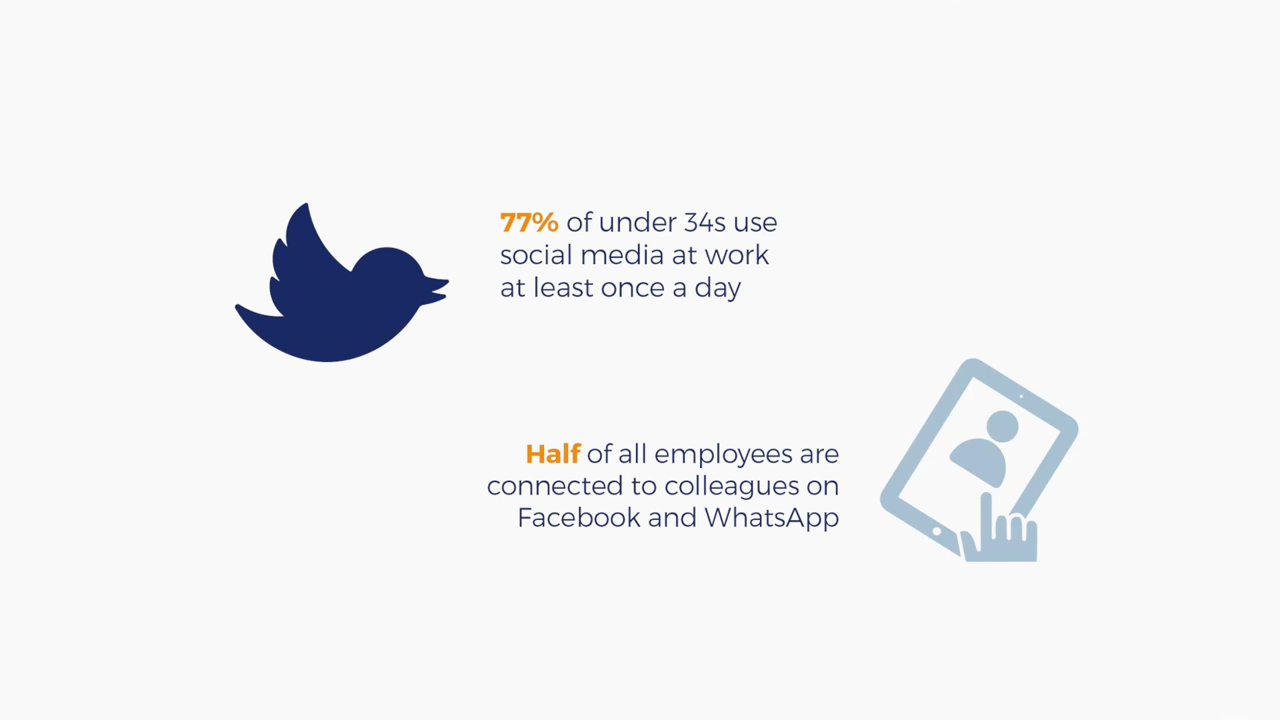 77% of under 34s use
social media at work
at least once a day
Half of all employees are
connected to colleagues on
Facebook and WhatsApp